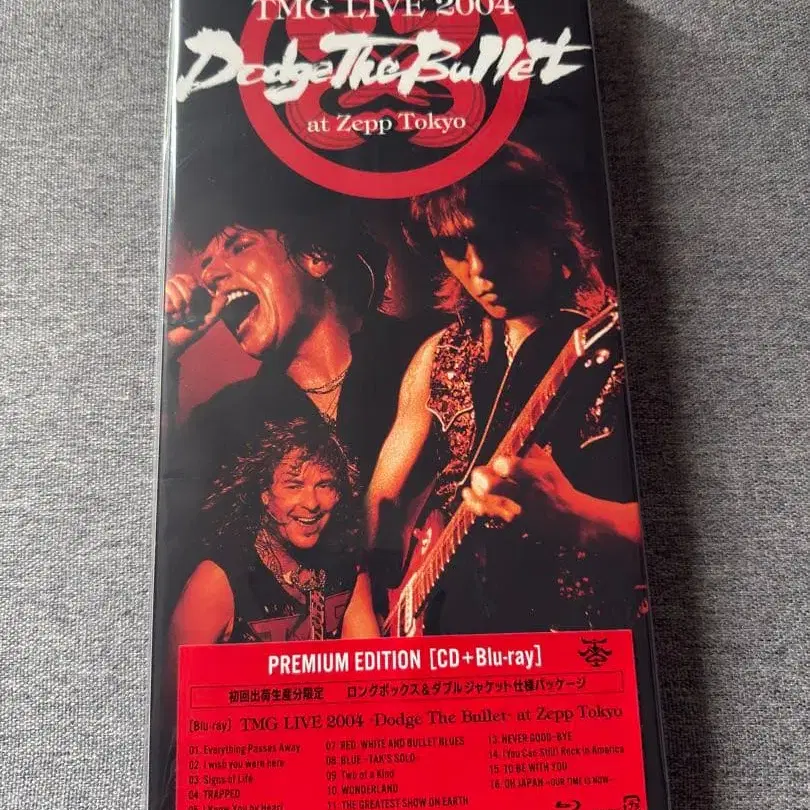 TMG LIVE 2004
Dodge The Bullet
at Zepp Tokyo
PREMIUM EDITION [CD+Blu-ray]
初回出荷生産分限定 ロングボックス&ダブルジャケット仕様パッケージ
[Blu-ray] TMG LIVE 2004 -Dodge The Bullet- at Zepp Tokyo
01. Everything Passes Away
02. I wish you were here
03. Signs of Life
04. TRAPPED
05. I Know You by Heart
07. RED, WHITE AND BULLET BLUES
08. BLUE -TAK'S SOLO-
09. Two of a Kind
10. WONDERLAND
11. THE GREATEST SHOW ON EARTH
13. NEVER GOOD-BYE
14. (You Can Still) Rock in America
15. TO BE WITH YOU
16. OH JAPAN ~OUR TIME IS NOW~